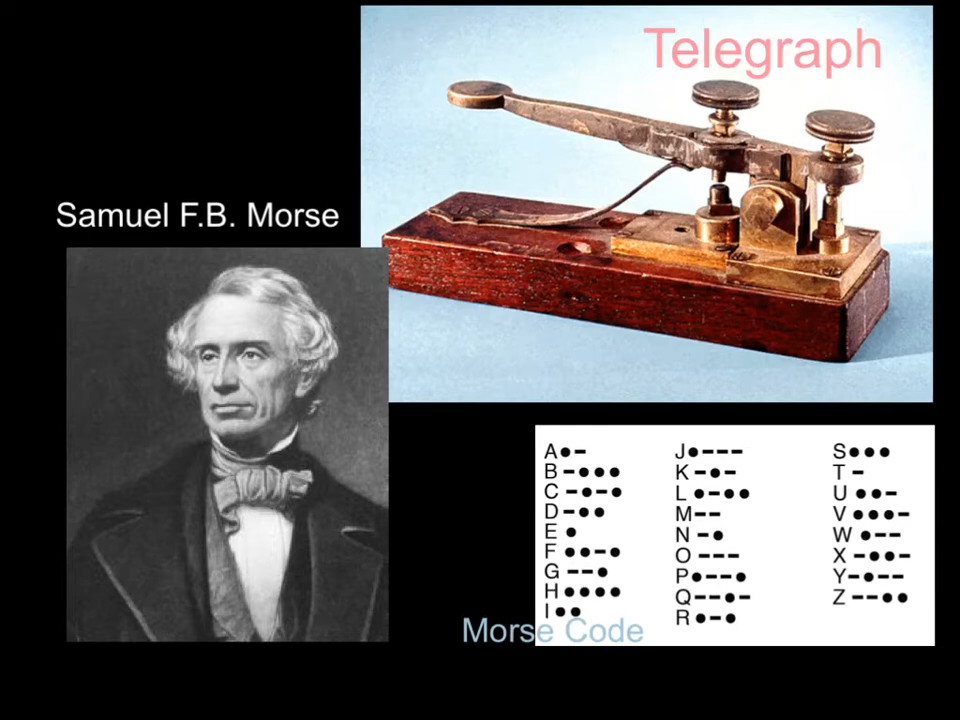 Telegraph
Samuel F.B. Morse
A●-
B-●●●
C-●-●
D-●●
E●
F●●-●
G--●
H●●●●
I●●
J●---
K-●-
L●-●●
M--
N-●
O---
P●--●
Q--●-
R●-●
S●●●
T-
U●●-
V●●●-
W●--
X-●●-
Y-●--
Z--●●
Morse Code